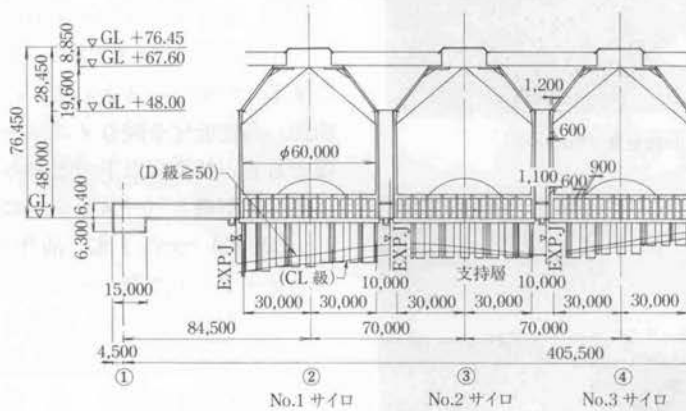 ▽ GL +76.45
▽ GL +67.60
▽ GL +48.00
▽ GL
76,450
28,450
48,000
8,850
19,600
6,400
6,300
φ60,000
(D 級≧50)
1,200
600
1,100
600
900
EXP.J
EXP.J
EXP.J
(CL 級)
支持層
10,000
10,000
15,000
30,000
30,000
30,000
30,000
30,000
30,000
84,500
70,000
70,000
4,500
405,500
①
②
③
④
No.1 サイロ
No.2 サイロ
No.3 サイロ